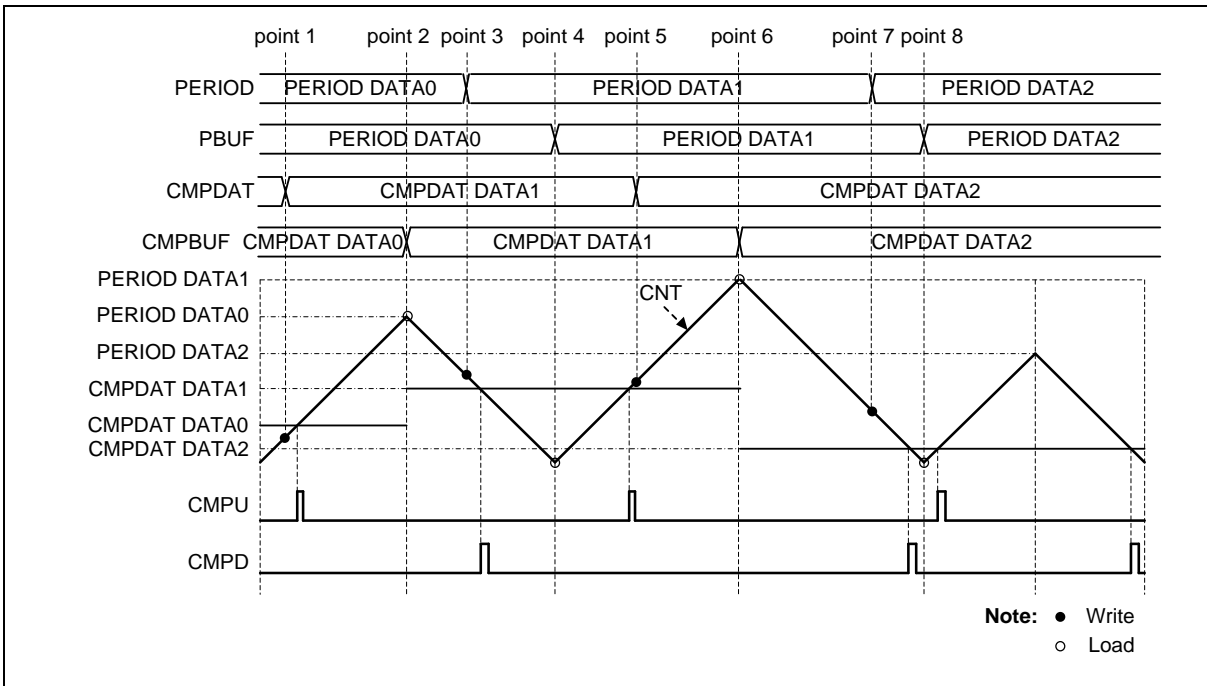 point 1 point 2 point 3 point 4 point 5 point 6 point 7 point 8
PERIOD PERIOD DATA0 PERIOD DATA1 PERIOD DATA2
PBUF PERIOD DATA0 PERIOD DATA1 PERIOD DATA2
CMPDAT CMPDAT DATA1 CMPDAT DATA2
CMPBUF CMPDAT DATA0 CMPDAT DATA1 CMPDAT DATA2
PERIOD DATA1
CNT
PERIOD DATA0
PERIOD DATA2
CMPDAT DATA1
CMPDAT DATA0
CMPDAT DATA2
CMPU
CMPD
Note: Write
Load